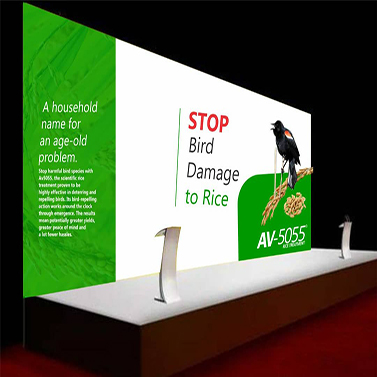 A household
name for
an age-old
problem.
Stop harmful bird species with
AV5055, the scientific rice
treatment proven to be
highly effective in deterring and
repelling birds. Its bird-repelling
action works around the clock
through emergence. The results
mean potentially greater yields,
greater peace of mind and
a lot fewer hassles.
STOP
Bird
Damage
to Rice
AV-5055
RICE TREATMENT